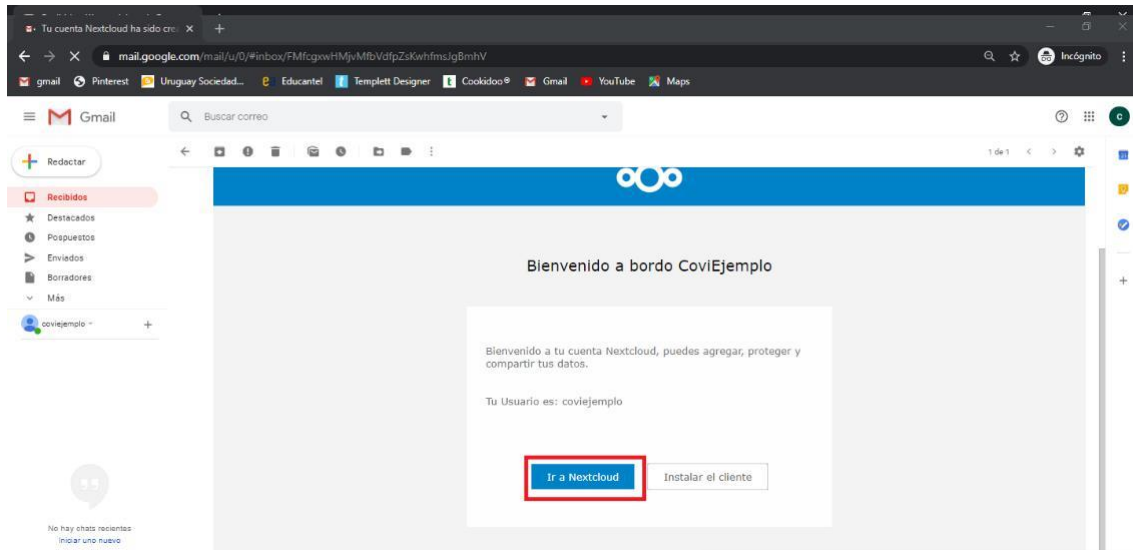 Tu cuenta Nextcloud ha sido cre
mail.google.com/mail/u/0/#inbox/FMfcgxwHMjvMfbVdfpZsKwhfmsJgBmhV
Incógnito
gmail Pinterest Uruguay Sociedad... Educantel Templett Designer Cookidoo® Gmail YouTube Maps
Gmail
Buscar correo
C
Redactar
1 de 1
Recibidos
Destacados
Pospuestos
Enviados
Borradores
Más
coviejemplo
Bienvenido a bordo CoviEjemplo
Bienvenido a tu cuenta Nextcloud, puedes agregar, proteger y
compartir tus datos.
Tu Usuario es: coviejemplo
Ir a Nextcloud
Instalar el cliente
No hay chats recientes
Iniciar uno nuevo